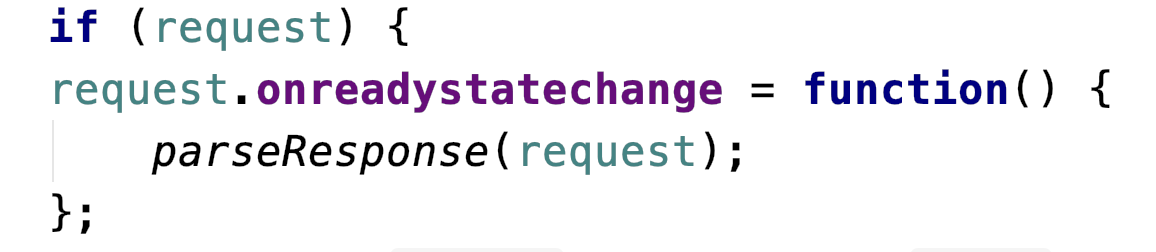 if (request) {
request.onreadystatechange = function() {
    parseResponse(request);
};